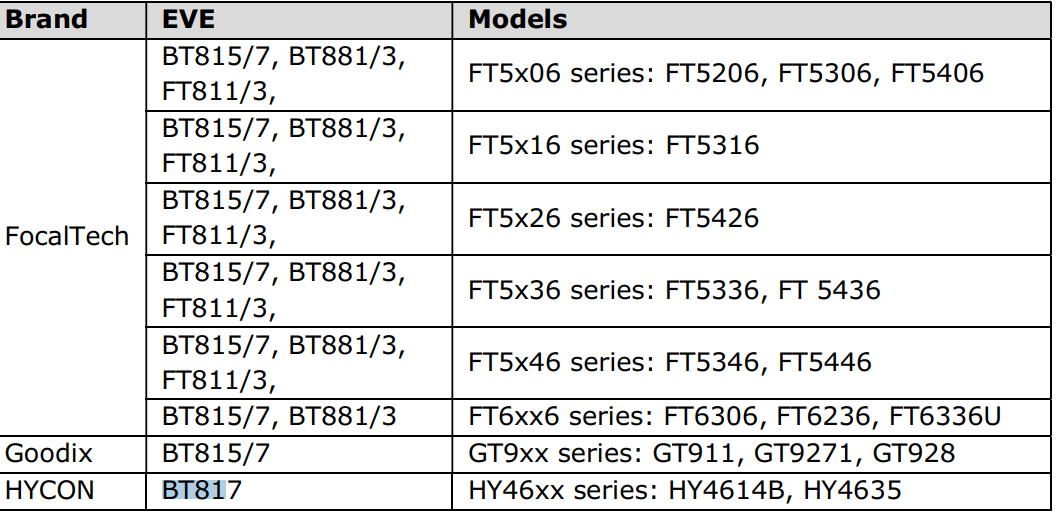 Brand EVE Models
BT815/7, BT881/3,
FT811/3,
FT5x06 series: FT5206, FT5306, FT5406
BT815/7, BT881/3,
FT811/3,
FT5x16 series: FT5316
FocalTech
BT815/7, BT881/3,
FT811/3,
FT5x26 series: FT5426
BT815/7, BT881/3,
FT811/3,
FT5x36 series: FT5336, FT 5436
BT815/7, BT881/3,
FT811/3,
FT5x46 series: FT5346, FT5446
BT815/7, BT881/3 FT6xx6 series: FT6306, FT6236, FT6336U
Goodix BT815/7 GT9xx series: GT911, GT9271, GT928
HYCON BT817 HY46xx series: HY4614B, HY4635